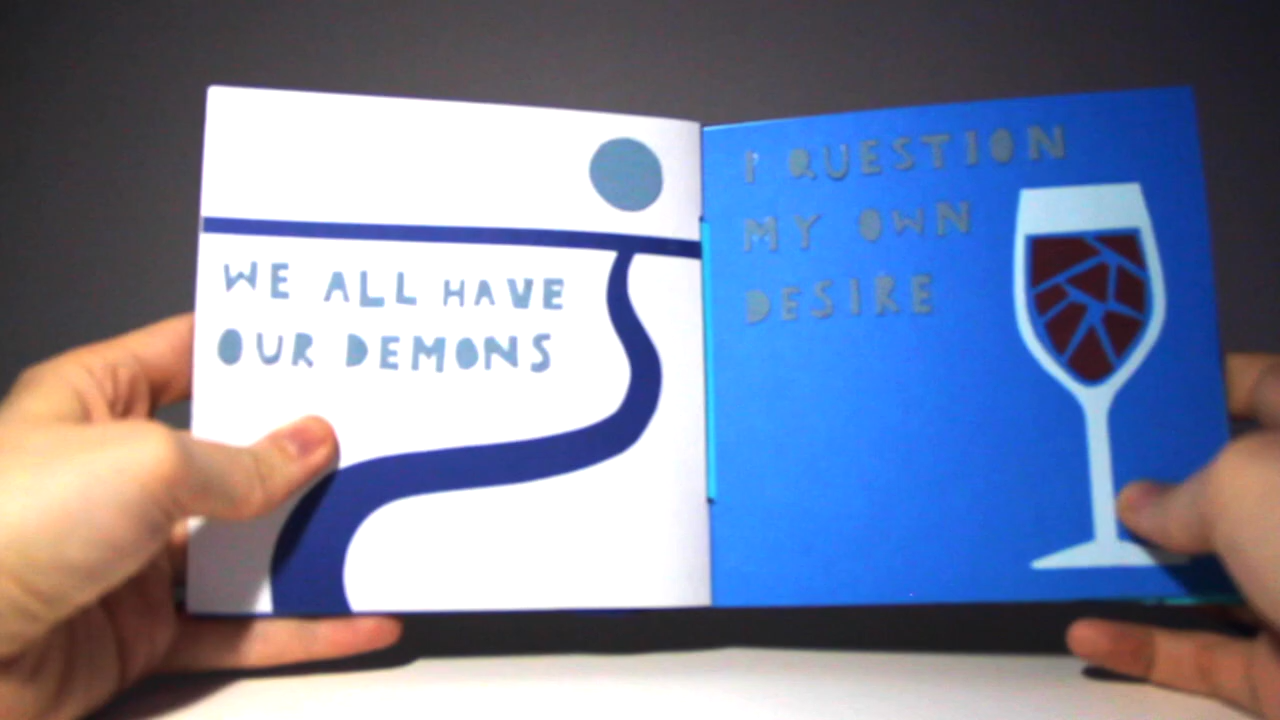 WE ALL HAVE
OUR DEMONS
I QUESTION
MY OWN
DESIRE